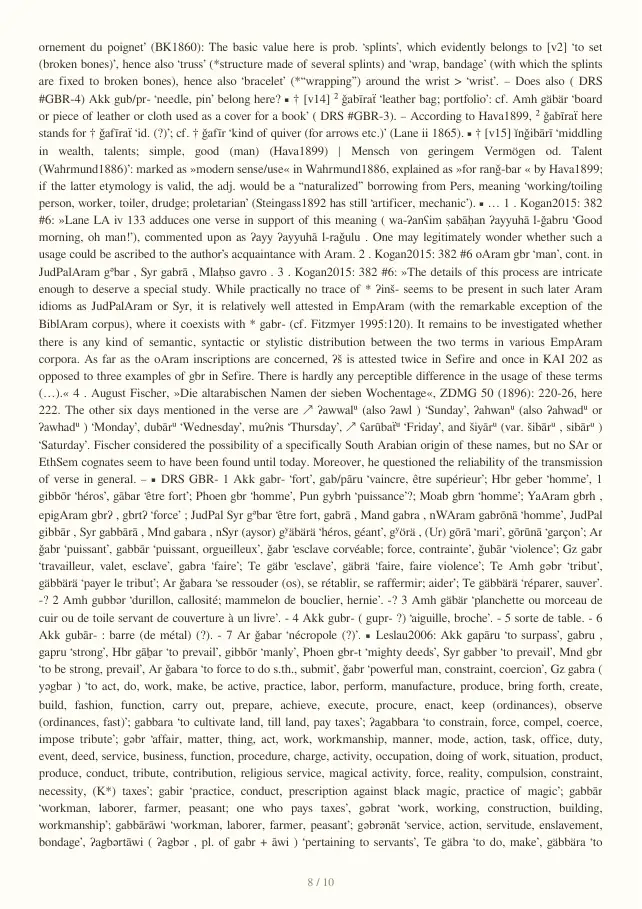 ornement du poignet’ (BK1860): The basic value here is prob. ‘splints’, which evidently belongs to [v2] ‘to set
(broken bones)’, hence also ‘truss’ (*structure made of several splints) and ‘wrap, bandage’ (with which the splints
are fixed to broken bones), hence also ‘bracelet’ (*“wrapping”) around the wrist > ‘wrist’. – Does also ( DRS
#GBR-4) Akk gub/pr- ‘needle, pin’ belong here? ▪ † [v14] ² ǧabīraẗ ‘leather bag; portfolio’: cf. Amh gäbär ‘board
or piece of leather or cloth used as a cover for a book’ ( DRS #GBR-3). – According to Hava1899, ² ǧabīraẗ here
stands for † ǧafīraẗ ‘id. (?)’; cf. † ǧafīr ‘kind of quiver (for arrows etc.)’ (Lane ii 1865). ▪ † [v15] ĭnǧibārī ‘middling
in wealth, talents; simple, good (man) (Hava1899) | Mensch von geringem Vermögen od. Talent
(Wahrmund1886)’: marked as »modern sense/use« in Wahrmund1886, explained as »for ranǧ-bar « by Hava1899;
if the latter etymology is valid, the adj. would be a “naturalized” borrowing from Pers, meaning ‘working/toiling
person, worker, toiler, drudge; proletarian’ (Steingass1892 has still ‘artificer, mechanic’). ▪ … 1 . Kogan2015: 382
#6: »Lane LA iv 133 adduces one verse in support of this meaning ( wa-ʔanʕim ṣabāḥan ʔayyuhā l-ǧabru ‘Good
morning, oh man!’), commented upon as ʔayy ʔayyuhā l-raǧulu . One may legitimately wonder whether such a
usage could be ascribed to the author’s acquaintance with Aram. 2 . Kogan2015: 382 #6 oAram gbr ‘man’, cont. in
JudPalAram gᵊbar , Syr gabrā , Mlaḥso gavro . 3 . Kogan2015: 382 #6: »The details of this process are intricate
enough to deserve a special study. While practically no trace of * ʔinš- seems to be present in such later Aram
idioms as JudPalAram or Syr, it is relatively well attested in EmpAram (with the remarkable exception of the
BiblAram corpus), where it coexists with * gabr- (cf. Fitzmyer 1995:120). It remains to be investigated whether
there is any kind of semantic, syntactic or stylistic distribution between the two terms in various EmpAram
corpora. As far as the oAram inscriptions are concerned, ʔš is attested twice in Sefire and once in KAI 202 as
opposed to three examples of gbr in Sefire. There is hardly any perceptible difference in the usage of these terms
(…).« 4 . August Fischer, »Die altarabischen Namen der sieben Wochentage«, ZDMG 50 (1896): 220-26, here
222. The other six days mentioned in the verse are ↗ ʔawwalᵘ (also ʔawl ) ‘Sunday’, ʔahwanᵘ (also ʔahwadᵘ or
ʔawhadᵘ ) ‘Monday’, dubārᵘ ‘Wednesday’, muʔnis ‘Thursday’, ↗ ʕarūbaẗᵘ ‘Friday’, and šiyārᵘ (var. šibārᵘ , sibārᵘ )
‘Saturday’. Fischer considered the possibility of a specifically South Arabian origin of these names, but no SAr or
EthSem cognates seem to have been found until today. Moreover, he questioned the reliability of the transmission
of verse in general. – ▪ DRS GBR- 1 Akk gabr- ‘fort’, gab/pāru ‘vaincre, être supérieur’; Hbr geber ‘homme’, 1
gibbōr ‘héros’, gābar ‘être fort’; Phoen gbr ‘homme’, Pun gybrh ‘puissance’?; Moab gbrn ‘homme’; YaAram gbrh ,
epigAram gbrʔ , gbrtʔ ‘force’ ; JudPal Syr gᵊbar ‘être fort, gabrā , Mand gabra , nWAram gabrōnā ‘homme’, JudPal
gibbār , Syr gabbārā , Mnd gabara , nSyr (aysor) gʸäbärä ‘héros, géant’, gʸörä , (Ur) gōrā ‘mari’, gōrūnā ‘garçon’; Ar
ǧabr ‘puissant’, gabbār ‘puissant, orgueilleux’, ǧabr ‘esclave corvéable; force, contrainte’, ǧubār ‘violence’; Gz gabr
‘travailleur, valet, esclave’, gabra ‘faire’; Te gäbr ‘esclave’, gäbrä ‘faire, faire violence’; Te Amh gəbr ‘tribut’,
gäbbärä ‘payer le tribut’; Ar ǧabara ‘se ressouder (os), se rétablir, se raffermir; aider’; Te gäbbärä ‘réparer, sauver’.
-? 2 Amh gubbər ‘durillon, callosité; mammelon de bouclier, hernie’. -? 3 Amh gäbär ‘planchette ou morceau de
cuir ou de toile servant de couverture à un livre’. - 4 Akk gubr- ( gupr- ?) ‘aiguille, broche’. - 5 sorte de table. - 6
Akk gubār- : barre (de métal) (?). - 7 Ar ǧabar ‘nécropole (?)’. ▪ Leslau2006: Akk gapāru ‘to surpass’, gabru ,
gapru ‘strong’, Hbr gāḇar ‘to prevail’, gibbōr ‘manly’, Phoen gbr-t ‘mighty deeds’, Syr gabber ‘to prevail’, Mnd gbr
‘to be strong, prevail’, Ar ǧabara ‘to force to do s.th., submit’, ǧabr ‘powerful man, constraint, coercion’, Gz gabra (
yəgbar ) ‘to act, do, work, make, be active, practice, labor, perform, manufacture, produce, bring forth, create,
build, fashion, function, carry out, prepare, achieve, execute, procure, enact, keep (ordinances), observe
(ordinances, fast)’; gabbara ‘to cultivate land, till land, pay taxes’; ʔagabbara ‘to constrain, force, compel, coerce,
impose tribute’; gəbr ‘affair, matter, thing, act, work, workmanship, manner, mode, action, task, office, duty,
event, deed, service, business, function, procedure, charge, activity, occupation, doing of work, situation, product,
produce, conduct, tribute, contribution, religious service, magical activity, force, reality, compulsion, constraint,
necessity, (K*) taxes’; gabir ‘practice, conduct, prescription against black magic, practice of magic’; gabbār
‘workman, laborer, farmer, peasant; one who pays taxes’, gəbrat ‘work, working, construction, building,
workmanship’; gabbārāwi ‘workman, laborer, farmer, peasant’; gəbrənāt ‘service, action, servitude, enslavement,
bondage’, ʔagbərtāwi ( ʔagbər , pl. of gabr + āwi ) ‘pertaining to servants’, Te gäbra ‘to do, make’, gäbbära ‘to
8 / 10